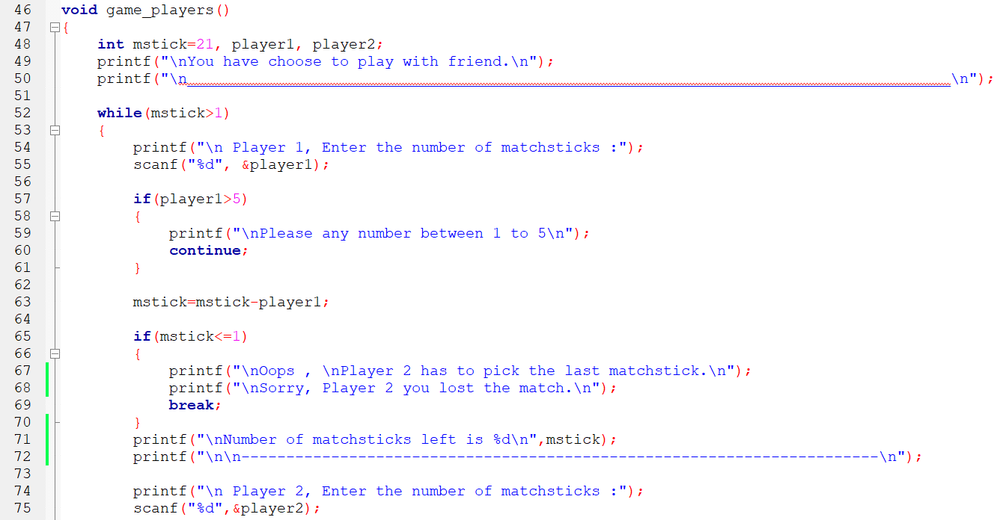 46 void game_players()
47 {
48 int mstick=21, player1, player2;
49 printf("\nYou have choose to play with friend.\n");
50 printf("\n_____________________________________________________________________________________\n");
51
52 while(mstick>1)
53 {
54 printf("\n Player 1, Enter the number of matchsticks :");
55 scanf("%d", &player1);
56
57 if(player1>5)
58 {
59 printf("\nPlease any number between 1 to 5\n");
60 continue;
61 }
62
63 mstick=mstick-player1;
64
65 if(mstick<=1)
66 {
67 printf("\nOops , \nPlayer 2 has to pick the last matchstick.\n");
68 printf("\nSorry, Player 2 you lost the match.\n");
69 break;
70 }
71 printf("\nNumber of matchsticks left is %d\n",mstick);
72 printf("\n\n-----------------------------------------------------------------------\n");
73
74 printf("\n Player 2, Enter the number of matchsticks :");
75 scanf("%d",&player2);